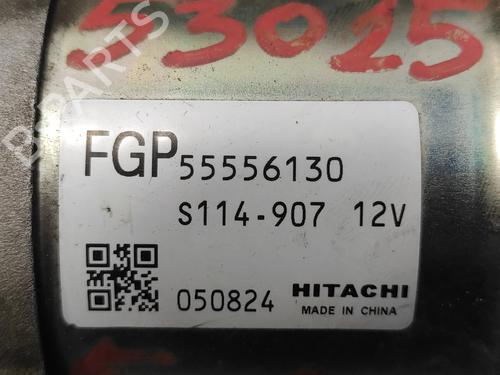 53025
FGP 55556130
S114-907 12V
050824 HITACHI
MADE IN CHINA